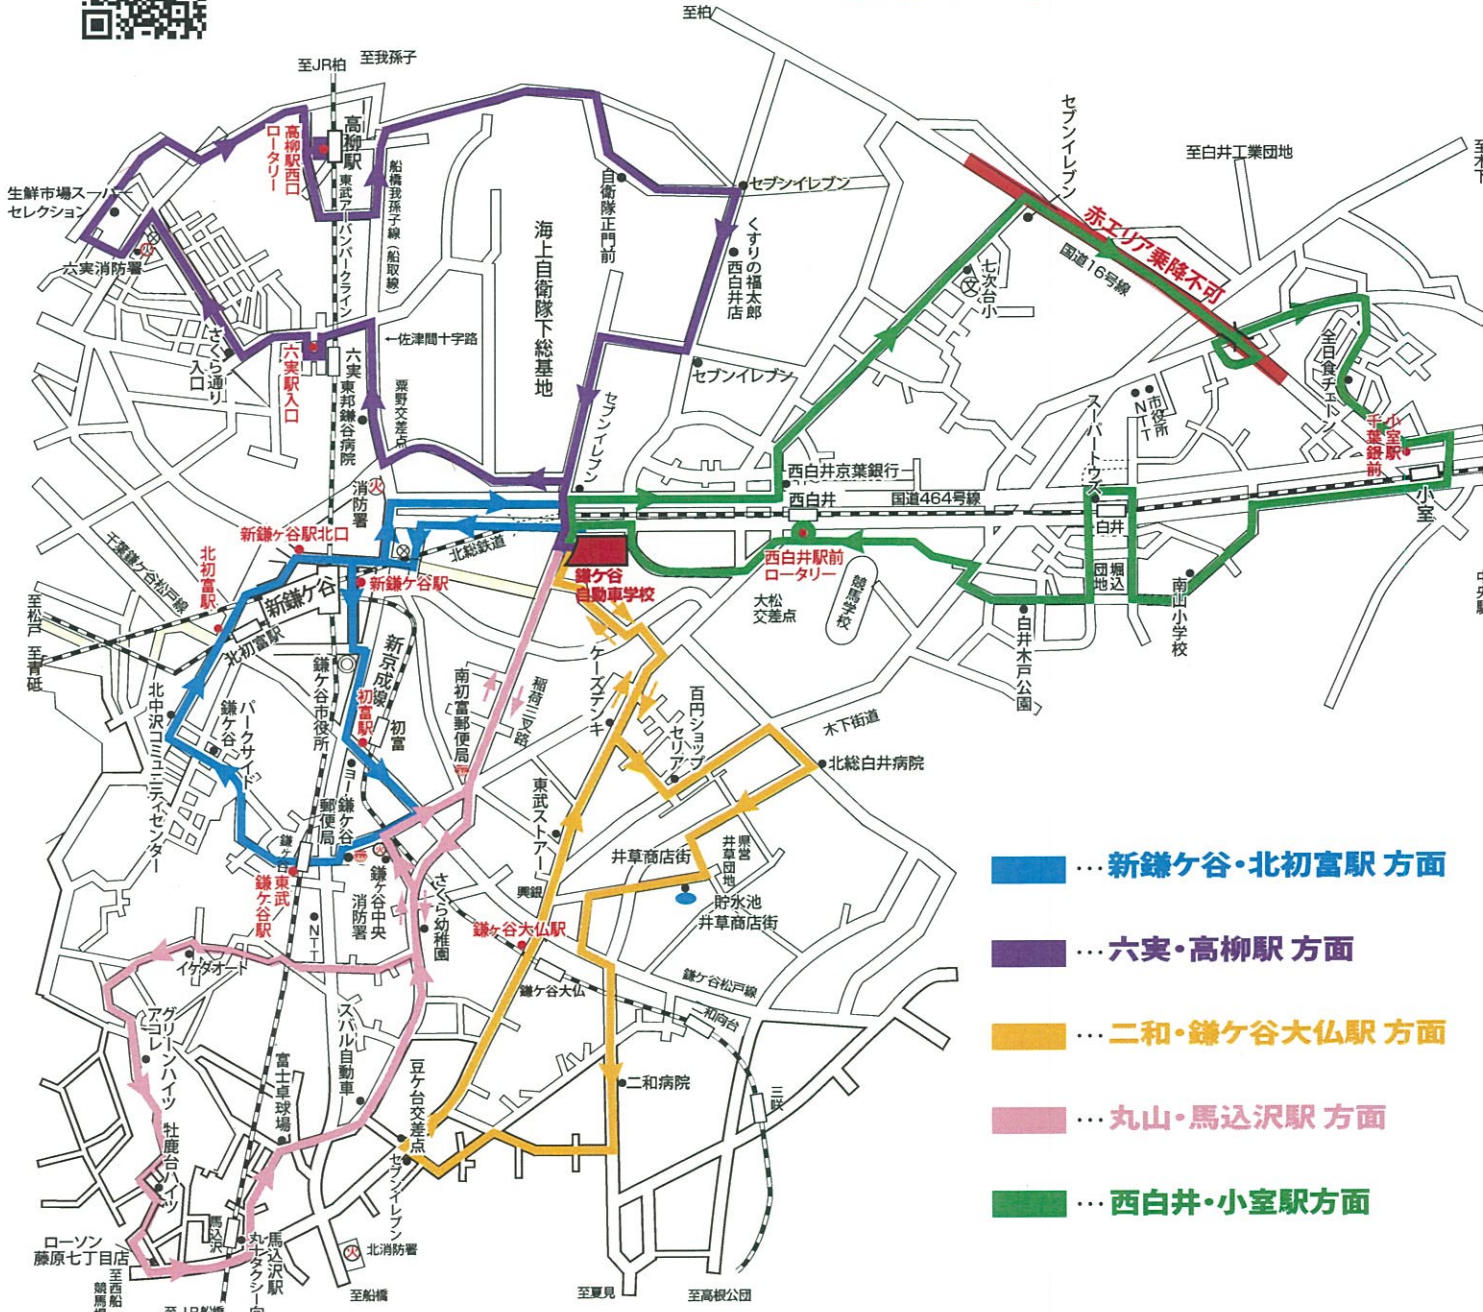 至柏
至JR柏
至我孫子
高柳駅西口
ロータリー
高柳駅
東武アーバンパークライン
船橋我孫子線(船取線)
生鮮市場スーパー
セレクション
六実消防署
さくら通り
入口
六実駅入口
六実
東邦鎌ケ谷病院
←佐津間十字路
粟野交差点
海上自衛隊下総基地
自衛隊正門前
セブンイレブン
くすりの福太郎
西白井店
セブンイレブン
セブンイレブン
セブンイレブン
至白井工業団地
赤エリア乗降不可
国道16号線
七次台小
文
全日食チェーン
市役所
NTT
スーパートウズ
小室駅
千葉銀前
小室
西白井京葉銀行
西白井
国道464号線
白井
西白井駅前
ロータリー
大松
交差点
競馬学校
堀込
団地
南山小学校
白井木戸公園
消防署
新鎌ヶ谷駅北口
北初富駅
千葉鎌ケ谷松戸線
至松戸
至青砥
新鎌ケ谷
新鎌ケ谷駅
北総鉄道
鎌ケ谷
自動車学校
北初富駅
新京成線
鎌ケ谷市役所
初富駅
初富
北中沢コミュニティセンター
パークサイド
鎌ケ谷
南初富郵便局
稲荷三叉路
ケーズデンキ
百円ショップ
セリア
木下街道
北総白井病院
東武ストアー
井草商店街
県営
井草団地
貯水池
井草商店街
興銀
鎌ヶ谷大仏駅
鎌ケ谷大仏
鎌ケ谷松戸線
二和向台
三咲
二和病院
鎌ケ谷
郵便局
東武
鎌ケ谷駅
NTT
鎌ケ谷中央
消防署
さくら幼稚園
イケダオート
グリーンハイツ
アコレ
牡鹿台ハイツ
スバル自動車
富士卓球場
豆ケ台交差点
セブンイレブン
馬込沢
馬込沢駅
ローソン
藤原七丁目店
至西船
北消防署
至船橋
至夏見
至高根公団
…新鎌ケ谷・北初富駅 方面
…六実・高柳駅 方面
…二和・鎌ケ谷大仏駅 方面
…丸山・馬込沢駅 方面
…西白井・小室駅方面